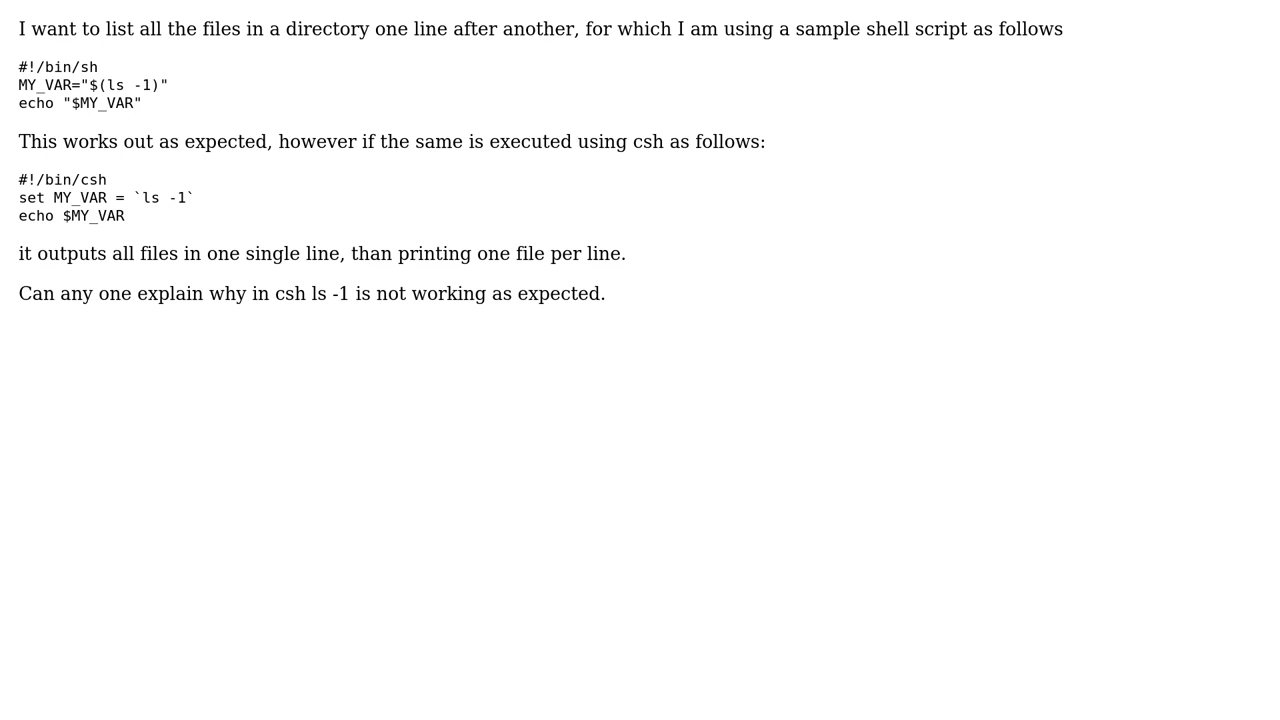 I want to list all the files in a directory one line after another, for which I am using a sample shell script as follows
#!/bin/sh
MY_VAR="$(ls -1)"
echo "$MY_VAR"
This works out as expected, however if the same is executed using csh as follows:
#!/bin/csh
set MY_VAR = `ls -1`
echo $MY_VAR
it outputs all files in one single line, than printing one file per line.
Can any one explain why in csh ls -1 is not working as expected.